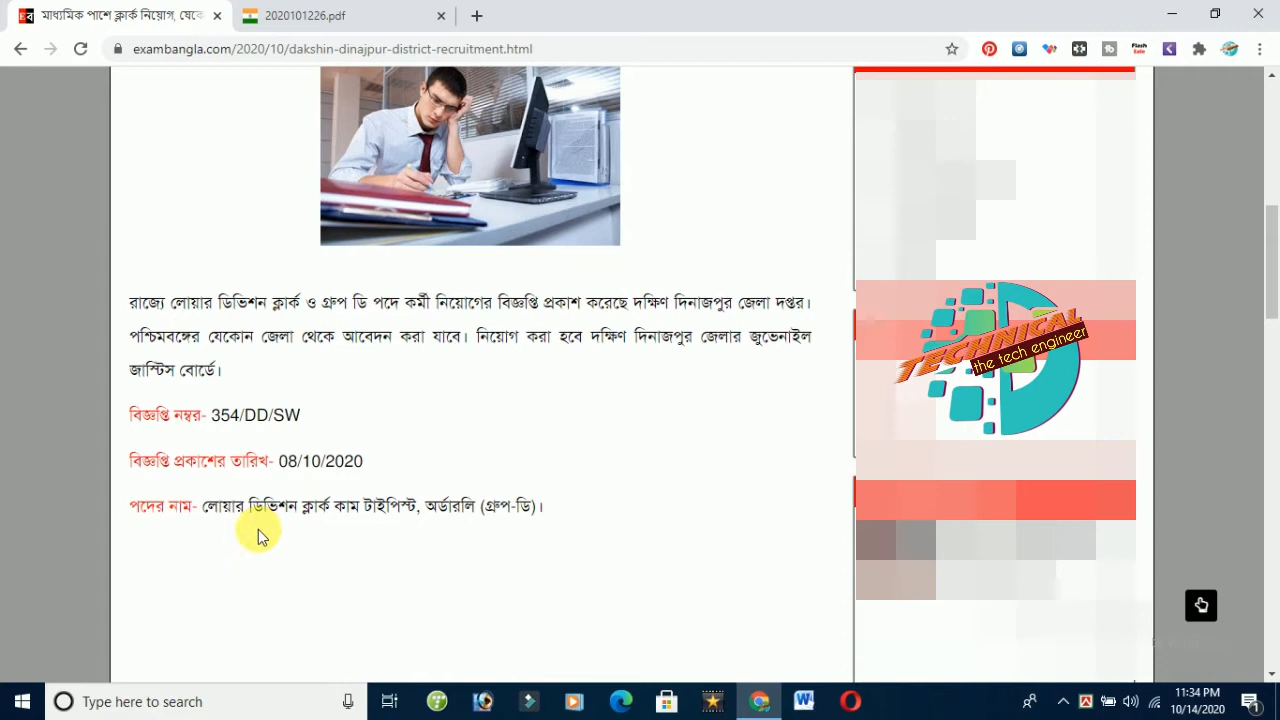 মাধ্যমিক পাশে ক্লার্ক নিয়োগ, যেকে
2020101226.pdf
exambangla.com/2020/10/dakshin-dinajpur-district-recruitment.html
রাজ্যে লোয়ার ডিভিশন ক্লার্ক ও গ্রুপ ডি পদে কর্মী নিয়োগের বিজ্ঞপ্তি প্রকাশ করেছে দক্ষিণ দিনাজপুর জেলা দপ্তর।
পশ্চিমবঙ্গের যেকোন জেলা থেকে আবেদন করা যাবে। নিয়োগ করা হবে দক্ষিণ দিনাজপুর জেলার জুভেনাইল
জাস্টিস বোর্ডে।
বিজ্ঞপ্তি নম্বর- 354/DD/SW
বিজ্ঞপ্তি প্রকাশের তারিখ- 08/10/2020
পদের নাম- লোয়ার ডিভিশন ক্লার্ক কাম টাইপিস্ট, অর্ডারলি (গ্রুপ-ডি)।
TECHNICAL
the tech engineer
Type here to search
11:34 PM
10/14/2020